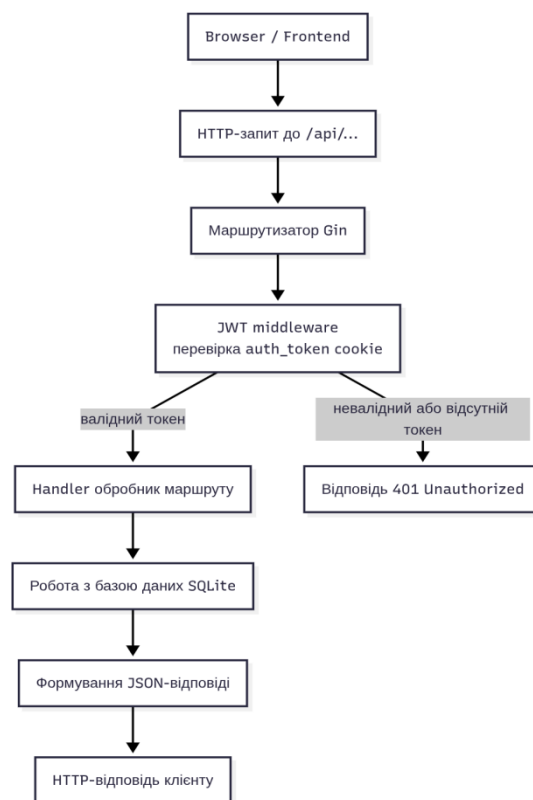 Browser / Frontend
HTTP-запит до /api/...
Маршрутизатор Gin
JWT middleware
перевірка auth_token cookie
валідний токен
невалідний або відсутній
токен
Handler обробник маршруту
Відповідь 401 Unauthorized
Робота з базою даних SQLite
Формування JSON-відповіді
HTTP-відповідь клієнту